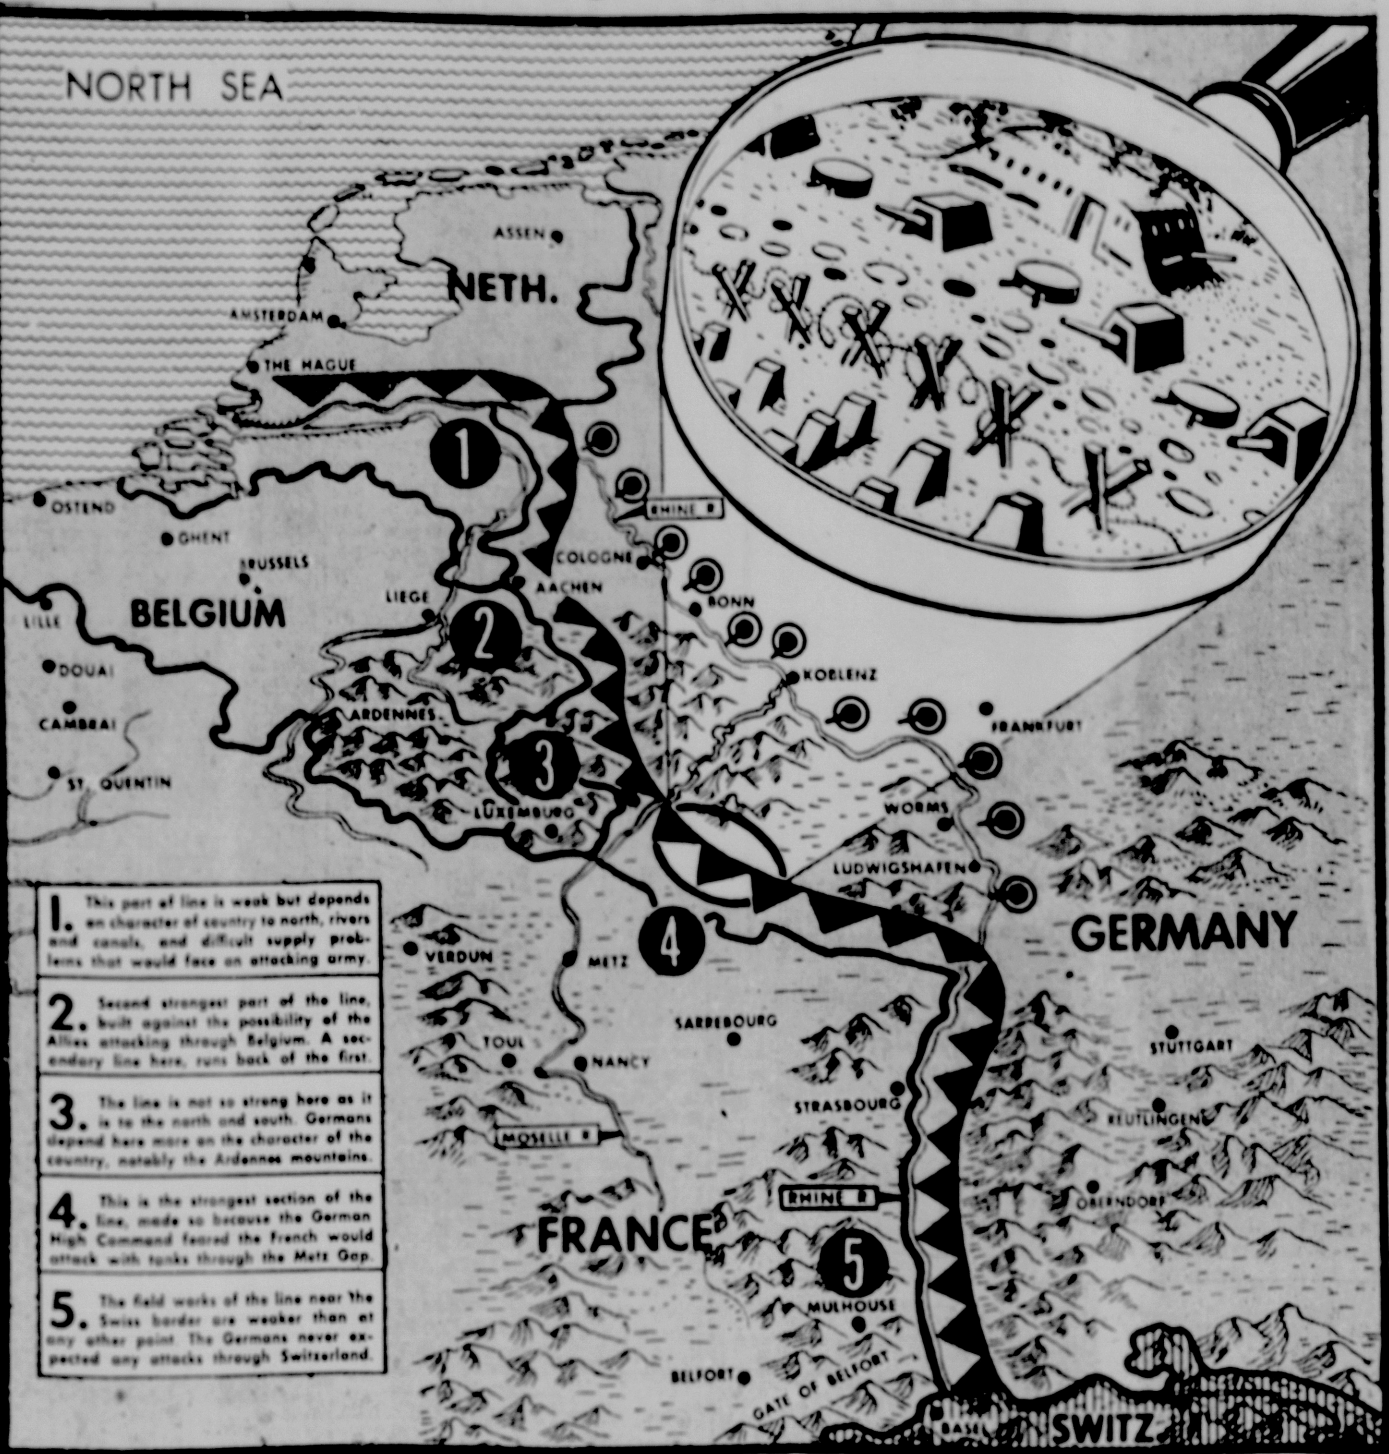 NORTH SEA
ASSEN
NETH.
AMSTERDAM
THE HAGUE
1
OSTEND
GHENT
BRUSSELS
BELGIUM
LILLE
DOUAI
CAMBRAI
ST. QUENTIN
RHINE R
COLOGNE
AACHEN
LIEGE
BONN
2
KOBLENZ
ARDENNES
FRANKFURT
3
LUXEMBURG
WORMS
LUDWIGSHAFEN
GERMANY
4
VERDUN
METZ
SARREBOURG
TOUL
NANCY
STUTTGART
STRASBOURG
REUTLINGEN
MOSELLE R
RHINE R
OBERNDORF
FRANCE
5
MULHOUSE
BELFORT
GATE OF BELFORT
BASEL
SWITZ.
1. This part of line is weak but depends
on character of country to north, rivers
and canals, and difficult supply prob-
lems that would face an attacking army.
2. Second strongest part of the line,
built against the possibility of the
Allies attacking through Belgium. A sec-
ondary line here, runs back of the first.
3. The line is not so strong here as it
is to the north and south. Germans
depend here more on the character of the
country, notably the Ardennes mountains.
4. This is the strongest section of the
line, made so because the German
High Command feared the French would
attack with tanks through the Metz Gap.
5. The field works of the line near the
Swiss border are weaker than at
any other point. The Germans never ex-
pected any attacks through Switzerland.